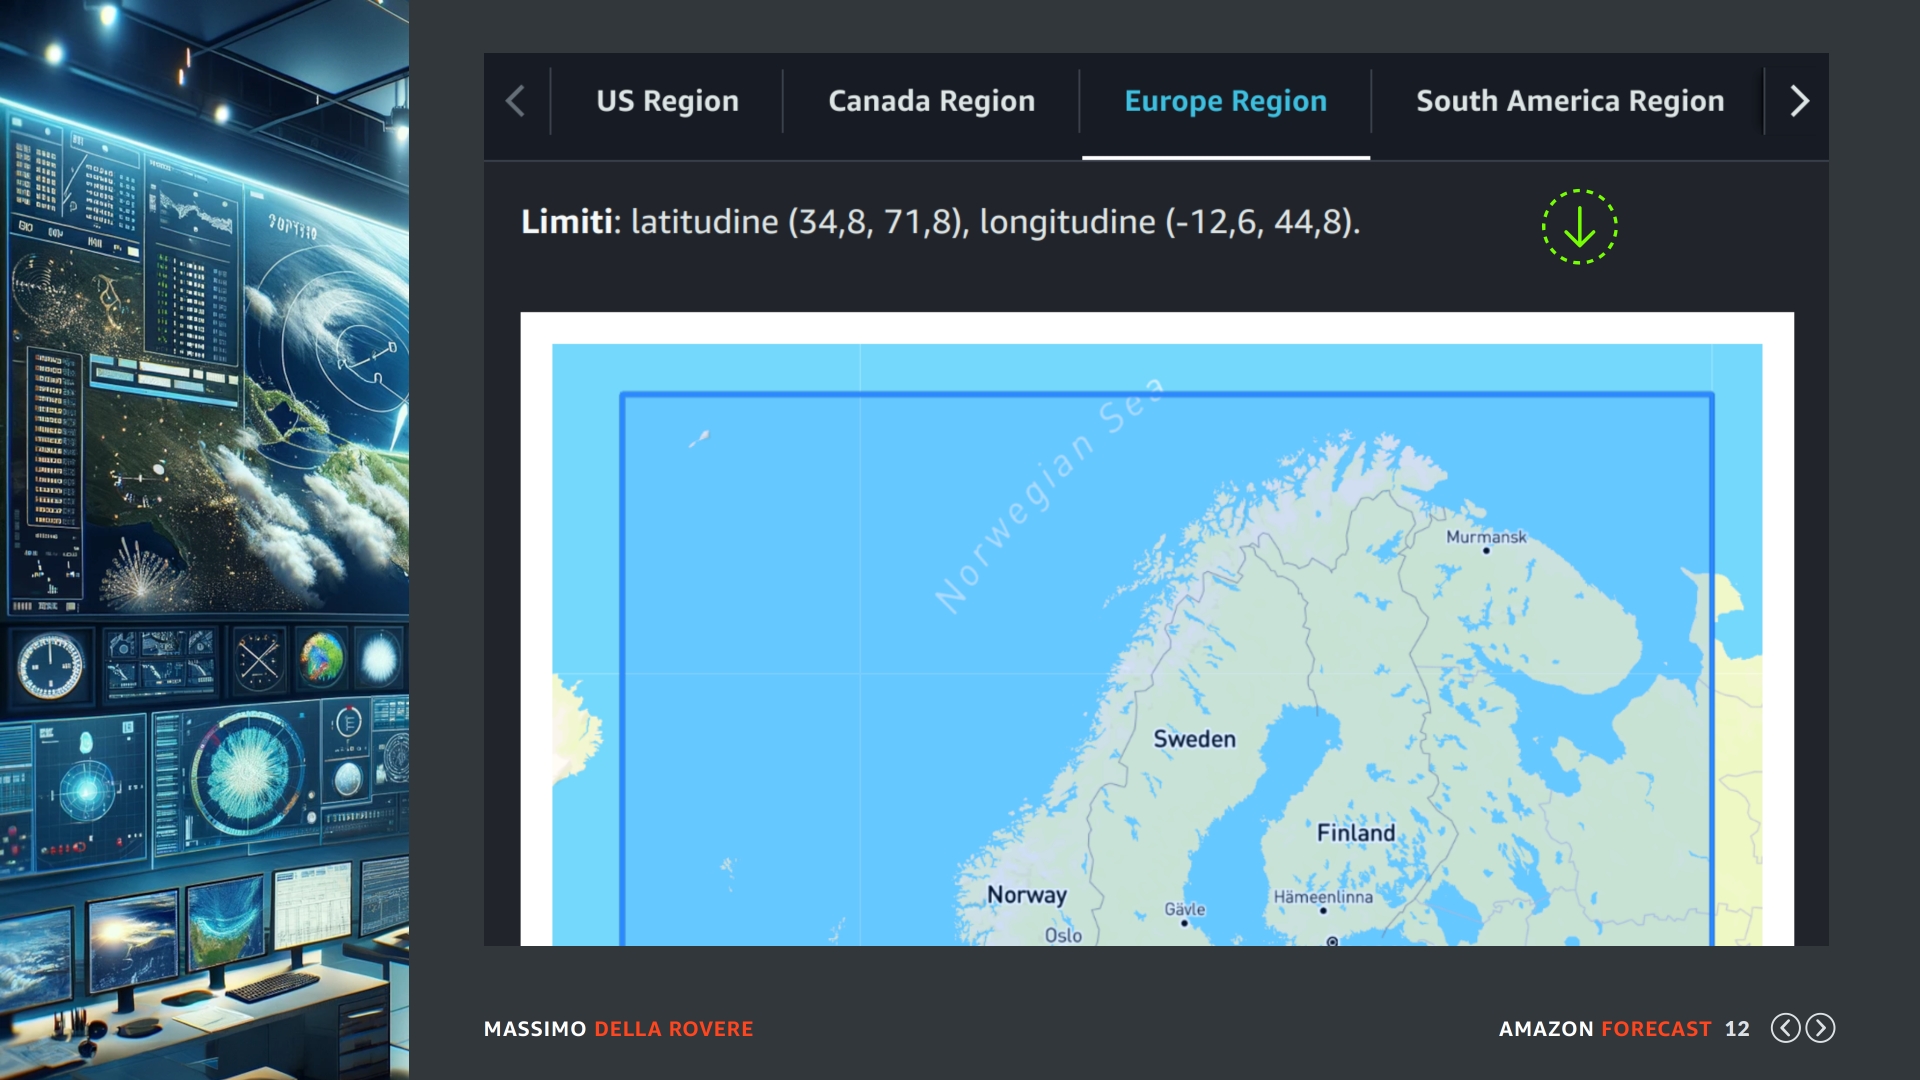 US Region
Canada Region
Europe Region
South America Region
Limiti: latitudine (34,8, 71,8), longitudine (-12,6, 44,8).
Norwegian Sea
Murmansk
Sweden
Finland
Norway
Hämeenlinna
Gävle
Oslo
MASSIMO DELLA ROVERE
AMAZON FORECAST 12